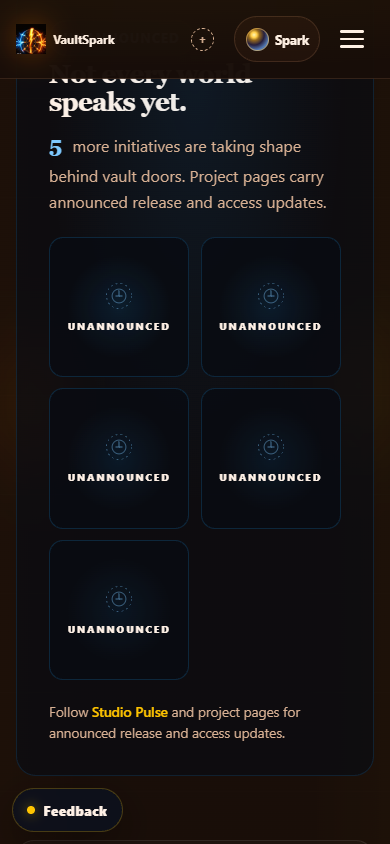 VaultSpark
+
Spark
Not every world
speaks yet.
5 more initiatives are taking shape
behind vault doors. Project pages carry
announced release and access updates.
UNANNOUNCED
UNANNOUNCED
UNANNOUNCED
UNANNOUNCED
UNANNOUNCED
Follow Studio Pulse and project pages for
announced release and access updates.
Feedback